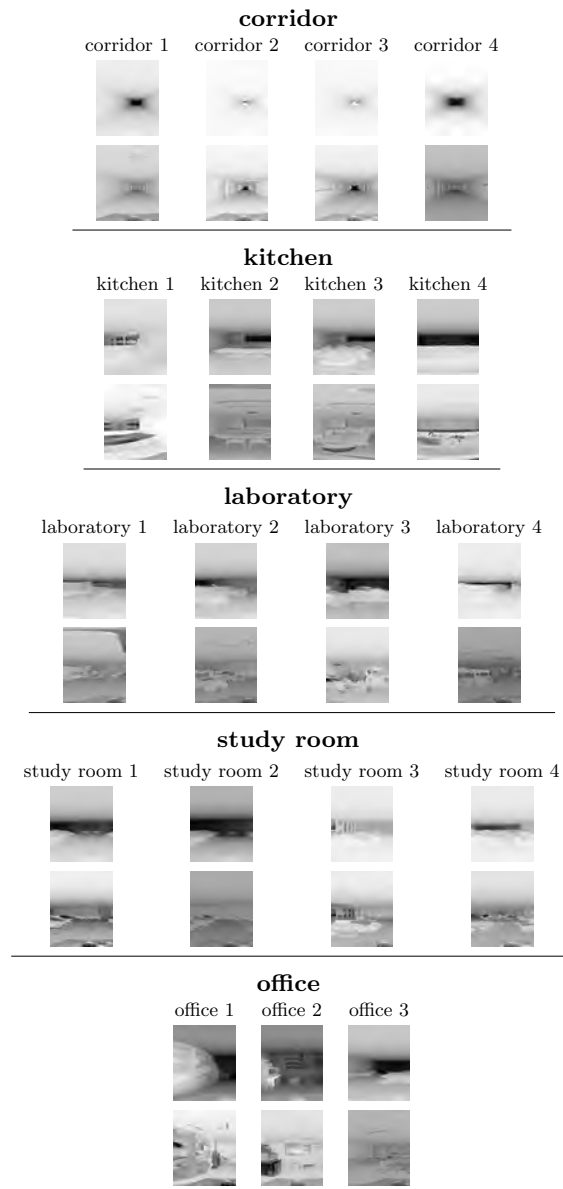 corridor
corridor 1 corridor 2 corridor 3 corridor 4
kitchen
kitchen 1 kitchen 2 kitchen 3 kitchen 4
laboratory
laboratory 1 laboratory 2 laboratory 3 laboratory 4
study room
study room 1 study room 2 study room 3 study room 4
office
office 1 office 2 office 3